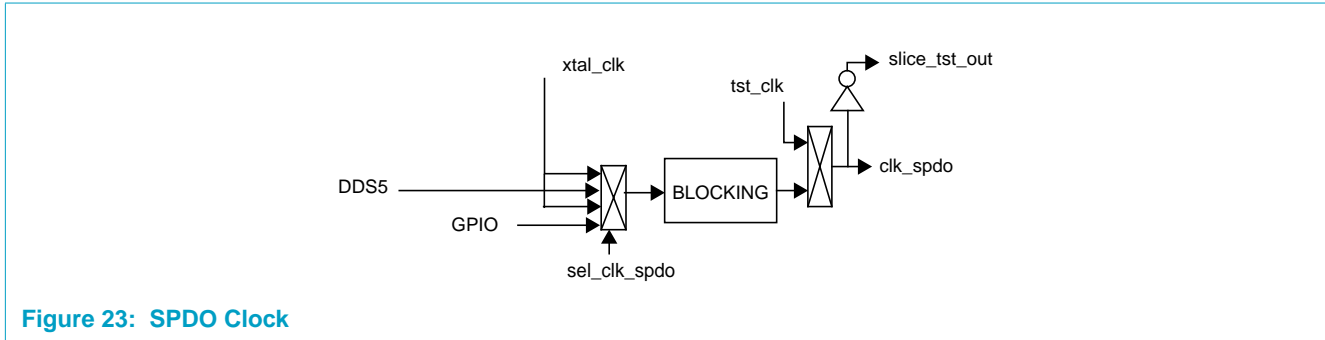 xtal_clk
slice_tst_out
tst_clk
DDS5
BLOCKING
clk_spdo
GPIO
sel_clk_spdo
Figure 23: SPDO Clock